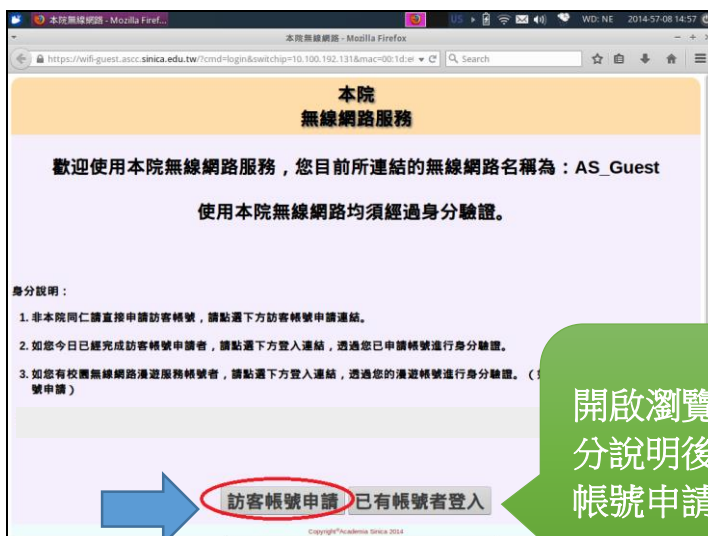 本院無線網路 - Mozilla Firef...
US
WD: NE
2014-57-08 14:57
本院無線網路 - Mozilla Firefox
https://wifi-guest.ascc.sinica.edu.tw/?cmd=login&switchip=10.100.192.131&mac=00:1d:e
Search
本院
無線網路服務
歡迎使用本院無線網路服務，您目前所連結的無線網路名稱為：AS_Guest
使用本院無線網路均須經過身分驗證。
身分說明：
1. 非本院同仁請直接申請訪客帳號，請點選下方訪客帳號申請連結。
2. 如您今日已經完成訪客帳號申請者，請點選下方登入連結，透過您已申請帳號進行身分驗證。
3. 如您有校園無線網路漫遊服務帳號者，請點選下方登入連結，透過您的漫遊帳號進行身分驗證。（
號申請）
開啟瀏覽
分說明後
帳號申請
訪客帳號申請
已有帳號者登入
Copyright®Academia Sinica 2014